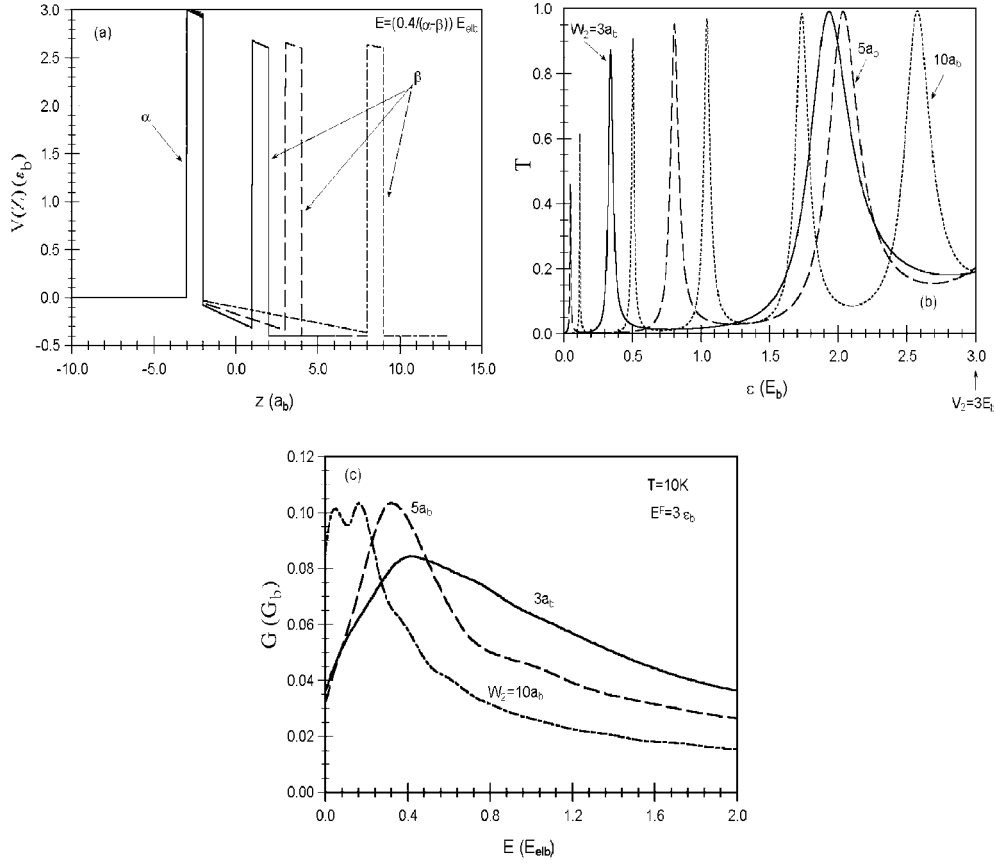 (a)
E=(0.4/(α-β)) E_elb
α
β
V(Z) (ε_b)
3.0
2.5
2.0
1.5
1.0
0.5
0.0
-0.5
-10.0 -5.0 0.0 5.0 10.0 15.0
z (a_b)
W_2=3a_b
5a_b
10a_b
T
1.0
0.8
0.6
0.4
0.2
0.0
(b)
0.0 0.5 1.0 1.5 2.0 2.5 3.0
ε (E_b)
V_2=3E_b
(c)
T=10K
E^F=3 ε_b
5a_b
3a_b
W_2=10a_b
G (G_b)
0.12
0.10
0.08
0.06
0.04
0.02
0.00
0.0 0.4 0.8 1.2 1.6 2.0
E (E_elb)